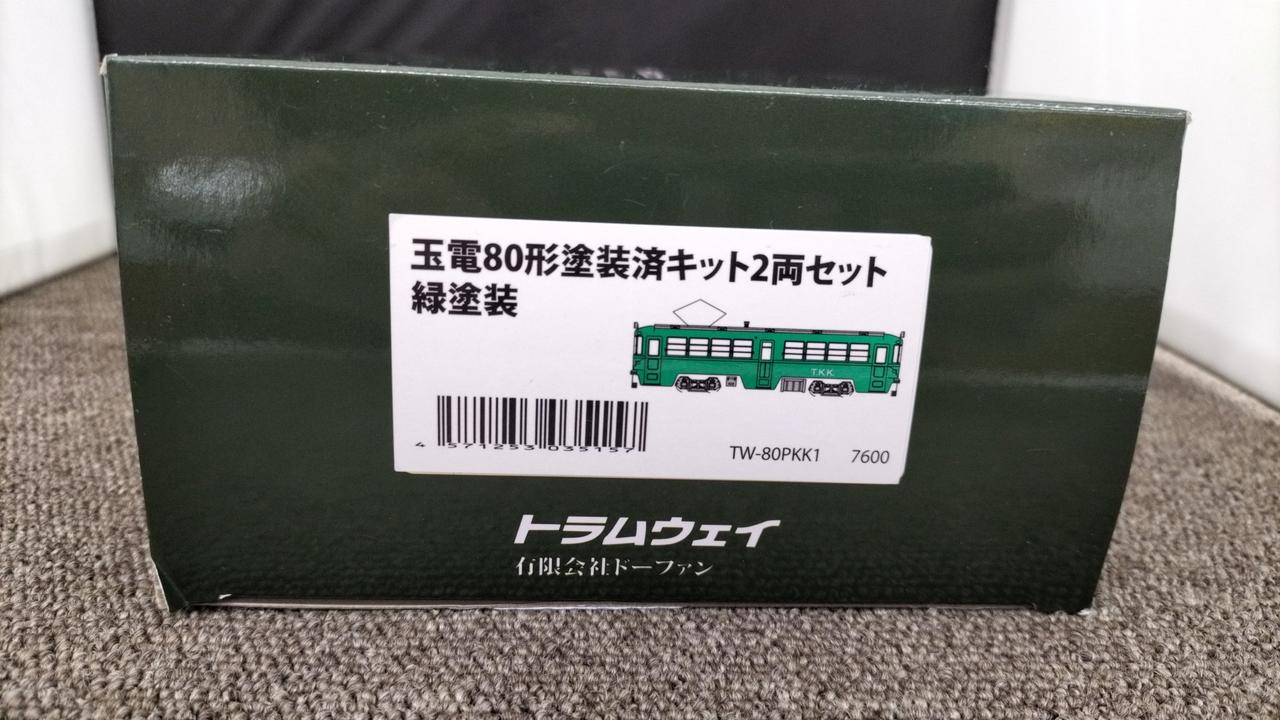 玉電80形塗装済キット2両セット
緑塗装
T.K.K.
4 571253 035157
TW-80PKK1 7600
トラムウェイ
有限会社ドーファン